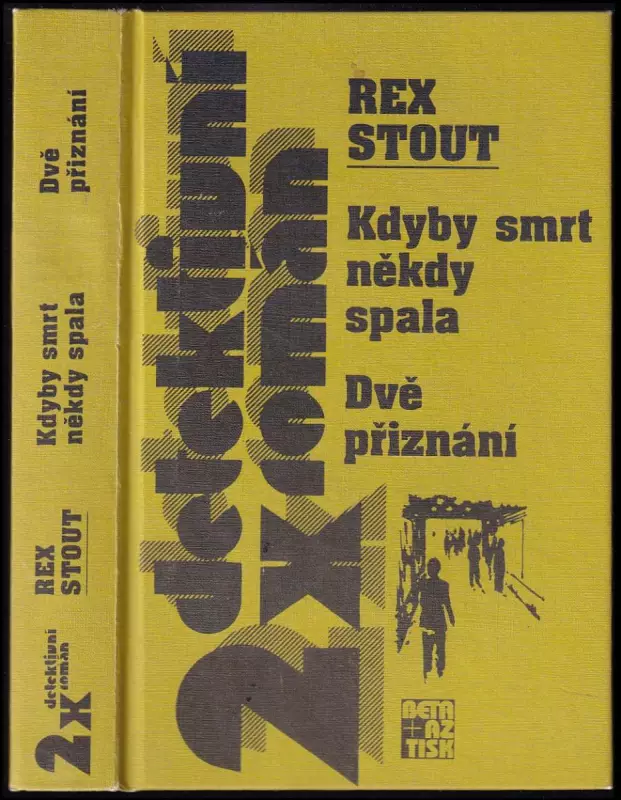 Dvě
přiznání
Kdyby smrt
někdy spala
REX
STOUT
2x
detektivní
román
2x
detektivní
román
REX
STOUT
Kdyby smrt
někdy
spala
Dvě
přiznání
BETA
+AZ
TISK